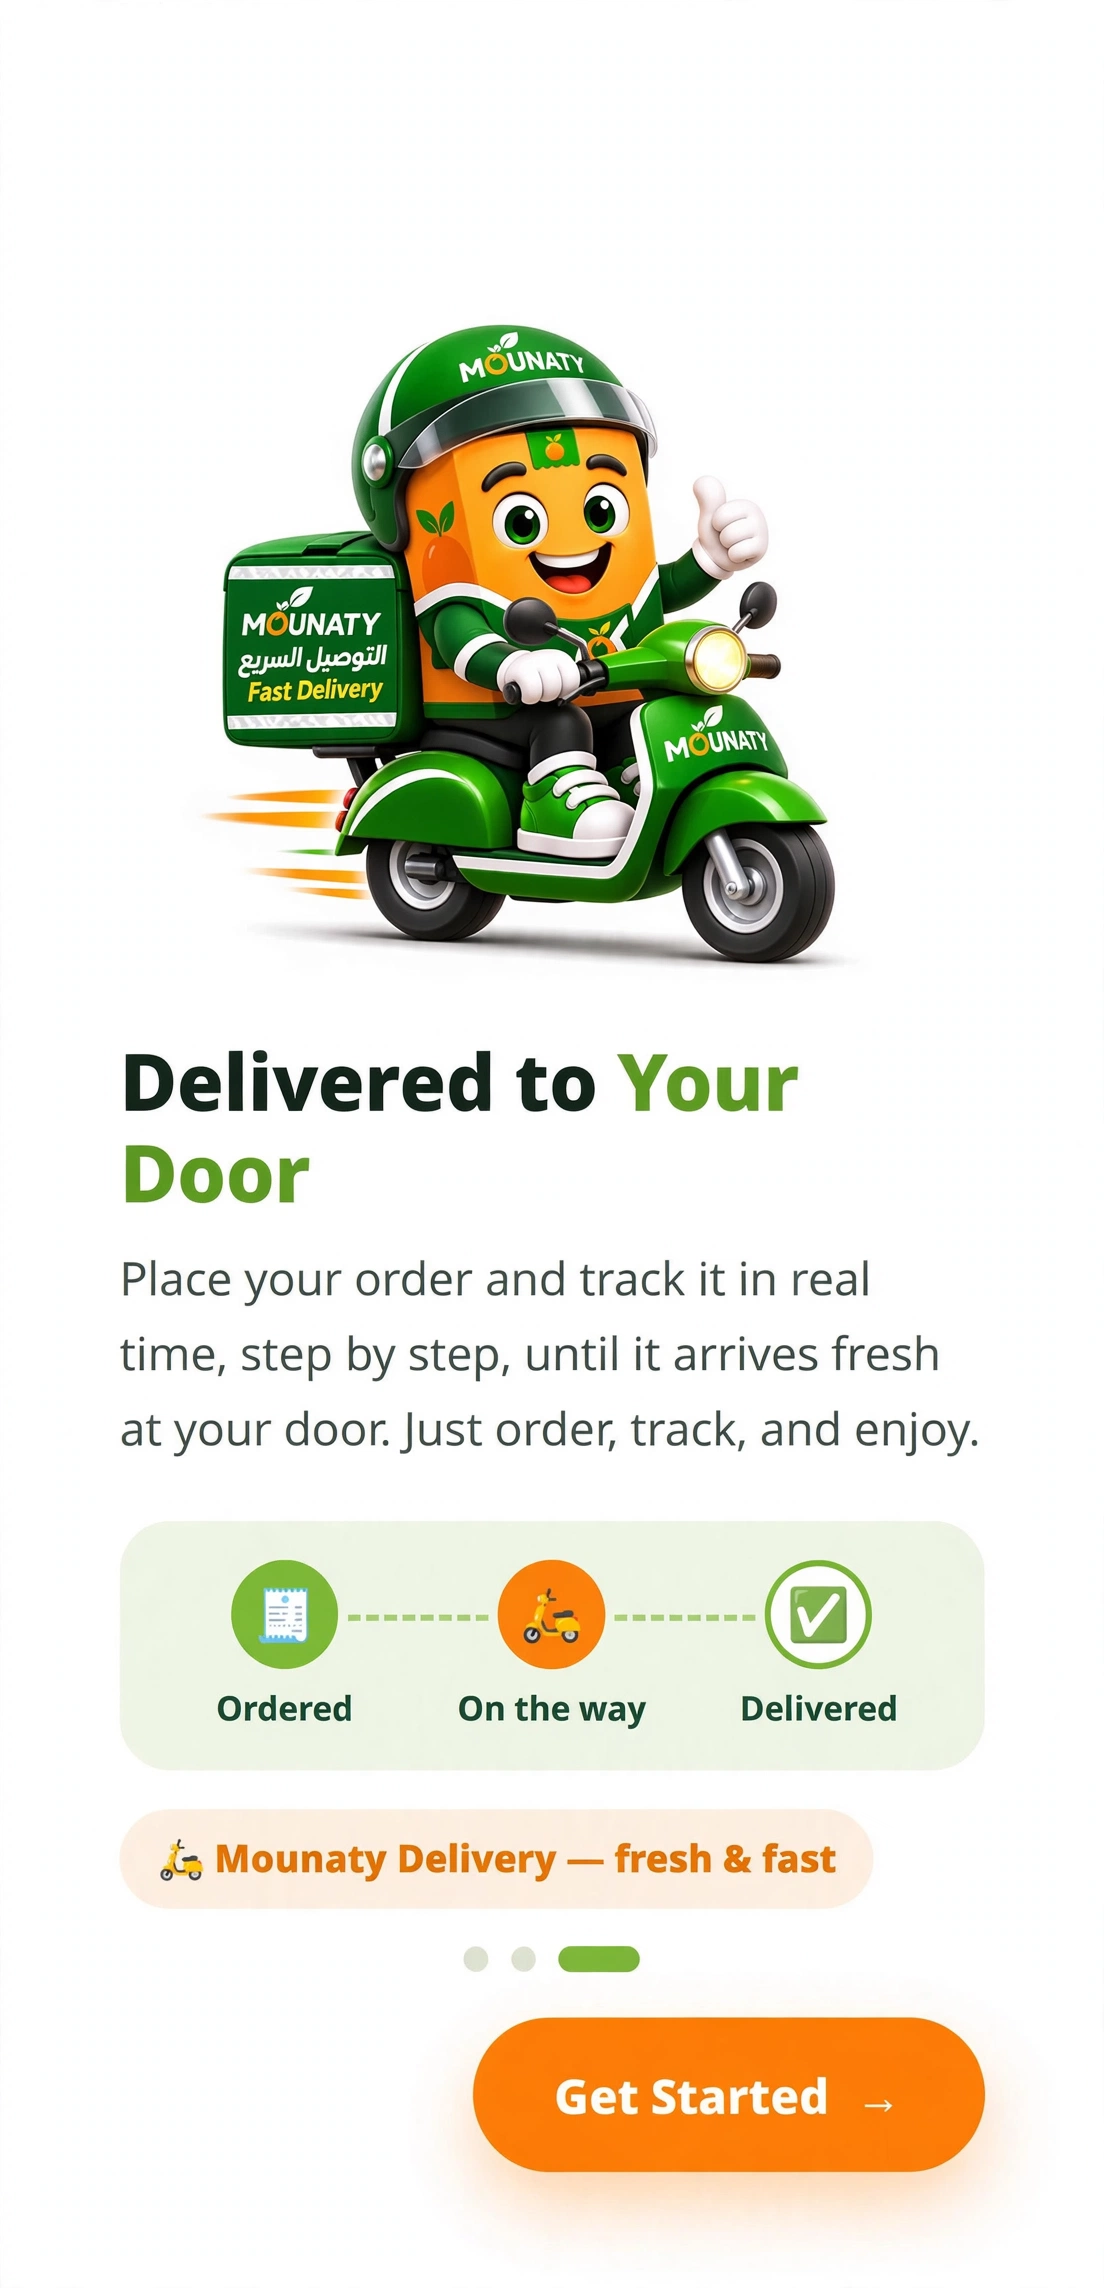 MOUNATY
MOUNATY
التوصيل السريع
Fast Delivery
MOUNATY
Delivered to Your
Door
Place your order and track it in real
time, step by step, until it arrives fresh
at your door. Just order, track, and enjoy.
Ordered
On the way
Delivered
Mounaty Delivery — fresh & fast
Get Started →